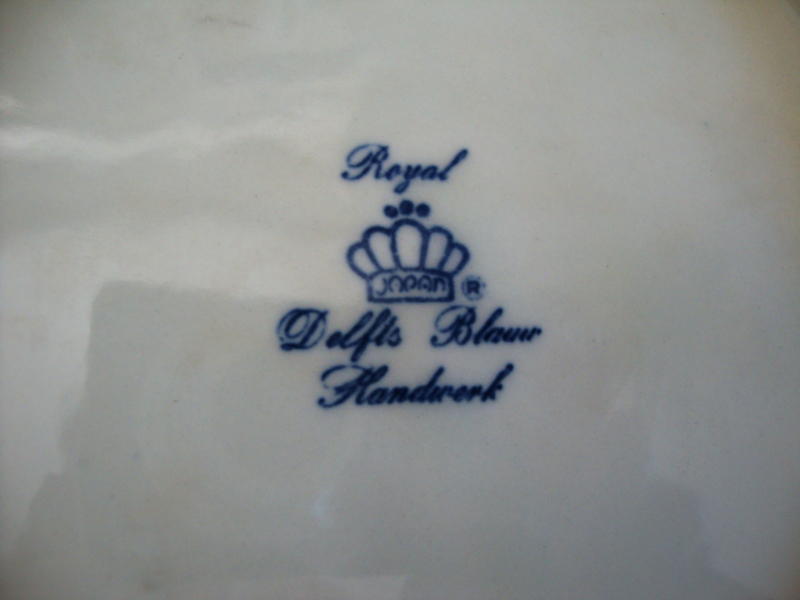 Royal
JAPAN ®
Delfts Blauw
Handwerk